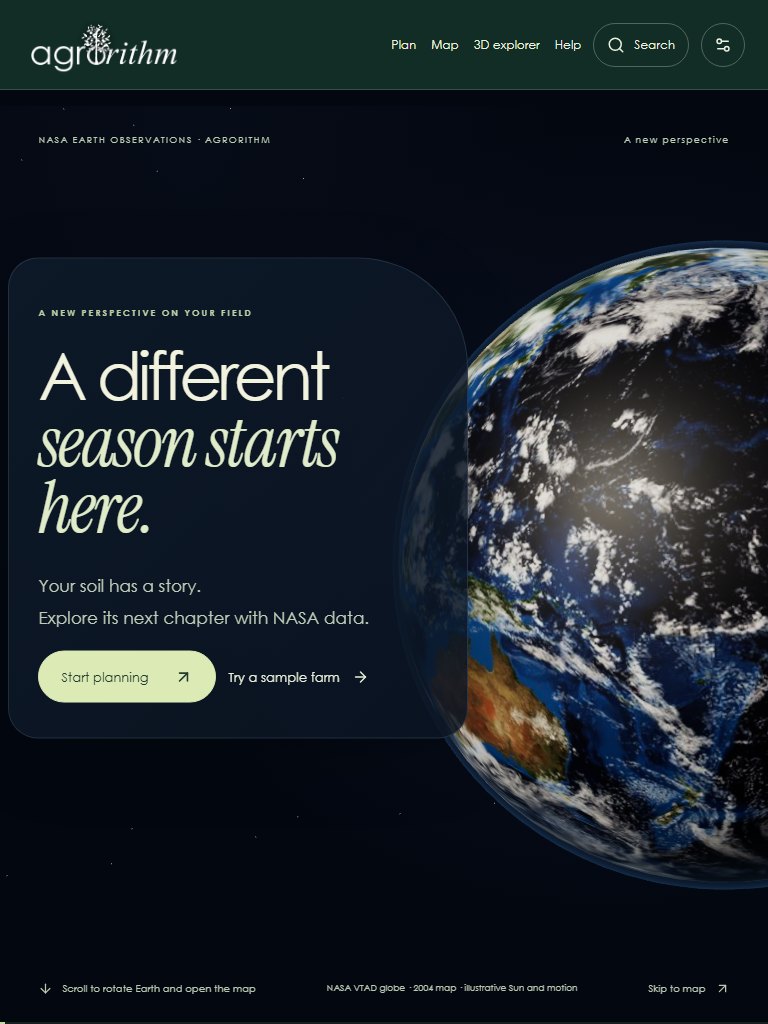 agrorithm
Plan Map 3D explorer Help Search
NASA EARTH OBSERVATIONS · AGRORITHM
A new perspective
A NEW PERSPECTIVE ON YOUR FIELD
A different
season starts
here.
Your soil has a story.
Explore its next chapter with NASA data.
Start planning
Try a sample farm
Scroll to rotate Earth and open the map
NASA VTAD globe · 2004 map · illustrative Sun and motion
Skip to map